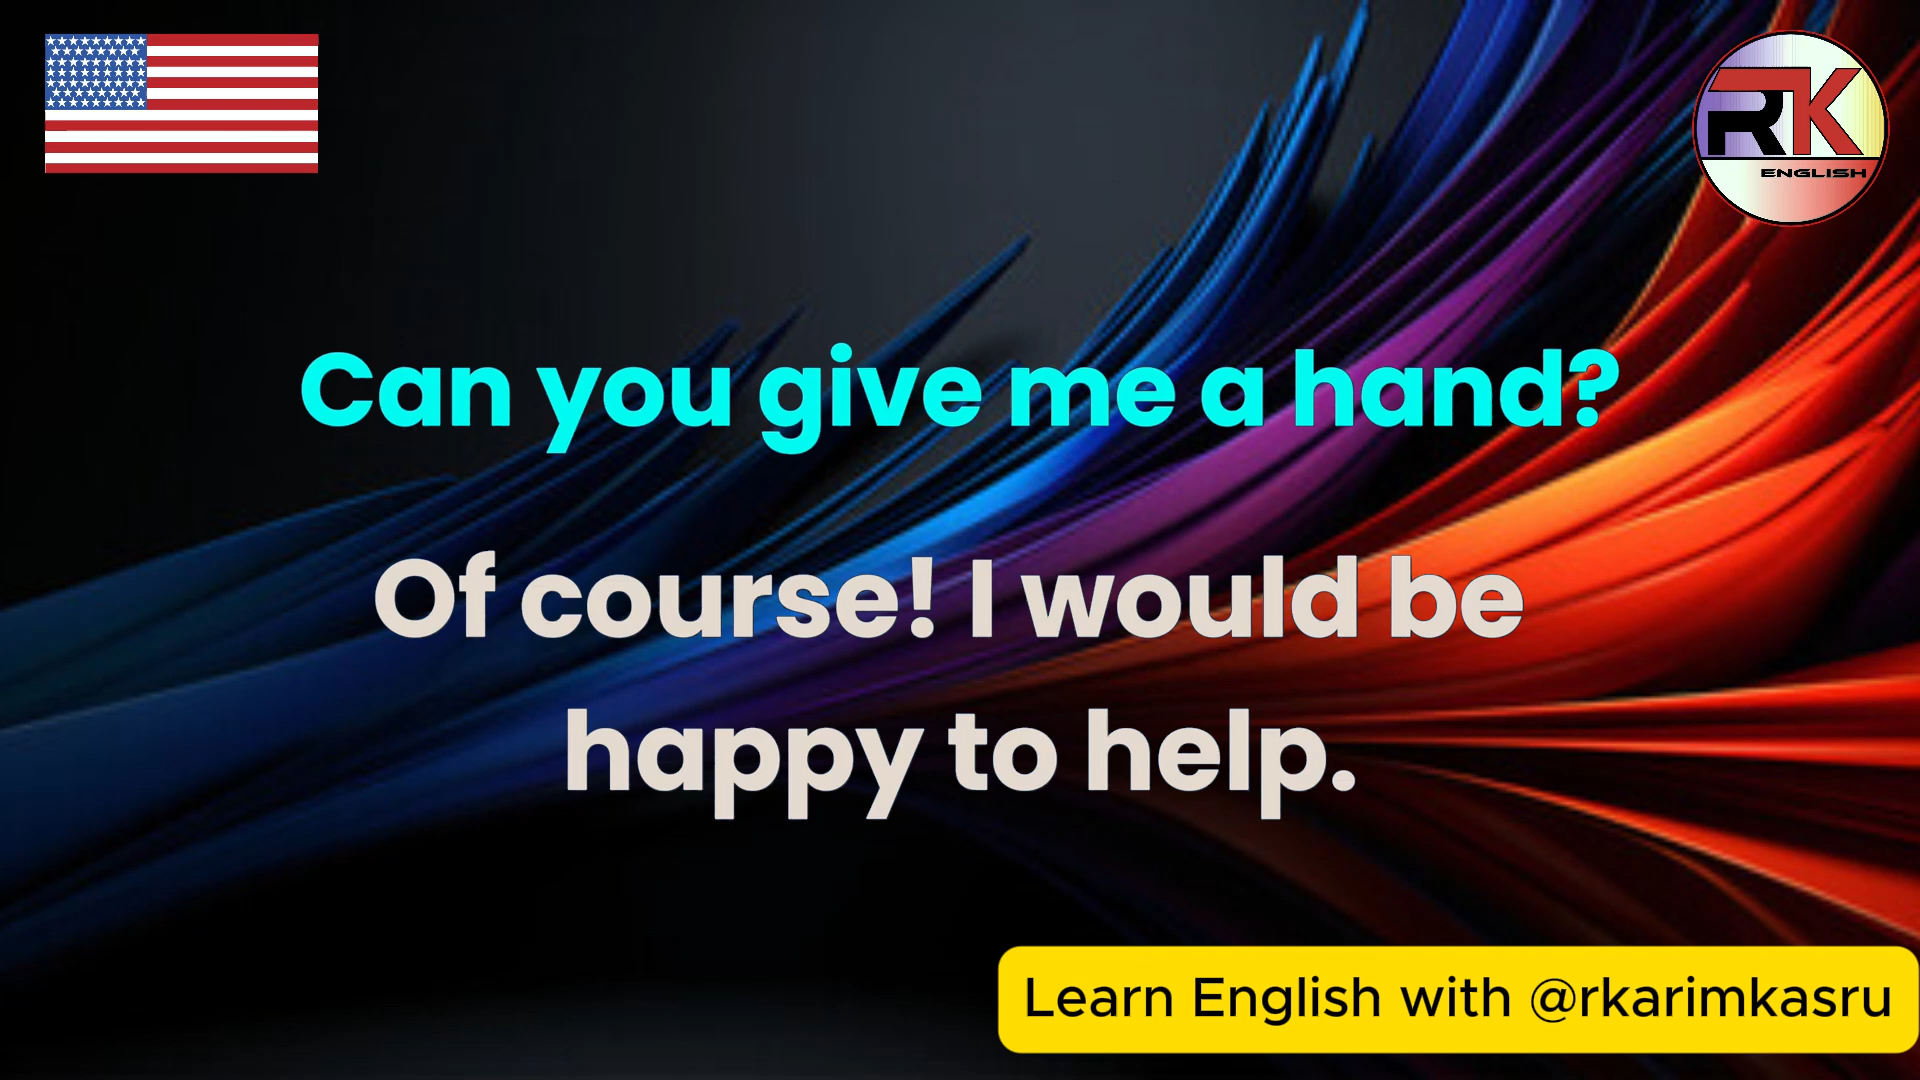 RK
ENGLISH
Can you give me a hand?
Of course! I would be
happy to help.
Learn English with @rkarimkasru